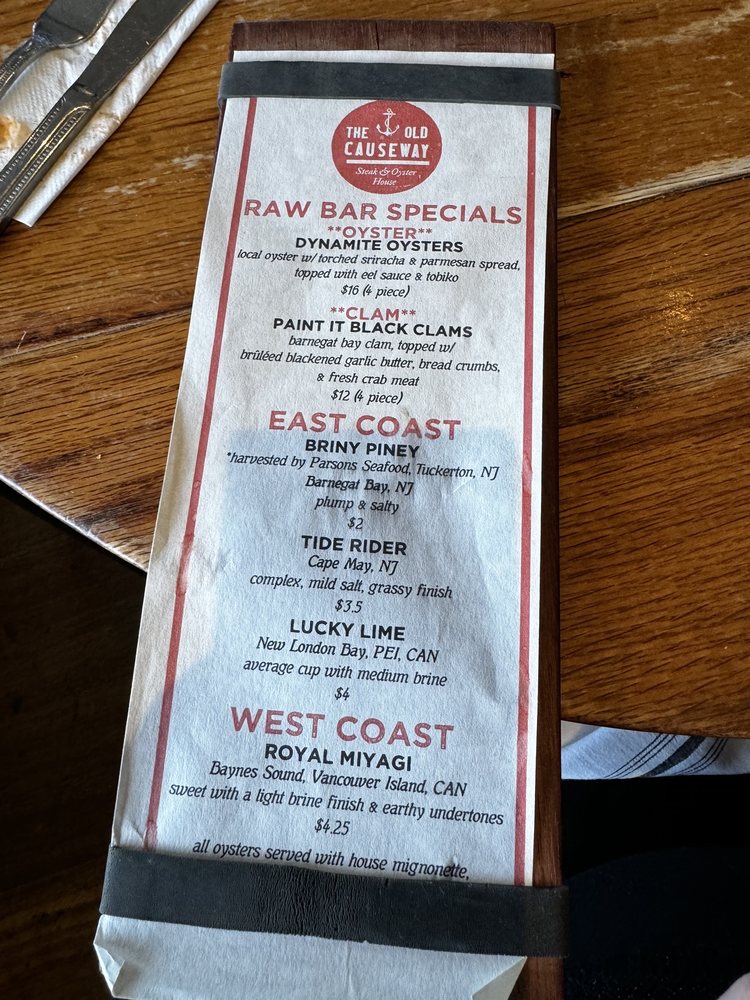 THE OLD
CAUSEWAY
Steak & Oyster
House
RAW BAR SPECIALS
**OYSTER**
DYNAMITE OYSTERS
local oyster w/ torched sriracha & parmesan spread,
topped with eel sauce & tobiko
$16 (4 piece)
**CLAM**
PAINT IT BLACK CLAMS
barnegat bay clam, topped w/
brûléed blackened garlic butter, bread crumbs,
& fresh crab meat
$12 (4 piece)
EAST COAST
BRINY PINEY
*harvested by Parsons Seafood, Tuckerton, NJ
Barnegat Bay, NJ
plump & salty
$2
TIDE RIDER
Cape May, NJ
complex, mild salt, grassy finish
$3.5
LUCKY LIME
New London Bay, PEI, CAN
average cup with medium brine
$4
WEST COAST
ROYAL MIYAGI
Baynes Sound, Vancouver Island, CAN
sweet with a light brine finish & earthy undertones
$4.25
all oysters served with house mignonette,